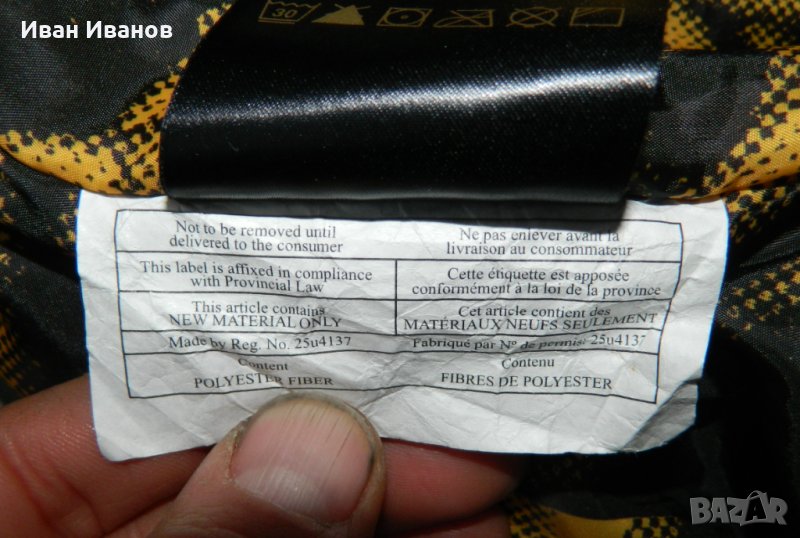 Иван Иванов
30
Not to be removed until
delivered to the consumer
Ne pas enlever avant la
livraison au consommateur
This label is affixed in compliance
with Provincial Law
Cette étiquette est apposée
conformément à la loi de la province
This article contains
NEW MATERIAL ONLY
Cet article contient des
MATÉRIAUX NEUFS SEULEMENT
Made by Reg. No. 25u4137
Fabriqué par Nº de permis: 25u4137
Content
POLYESTER FIBER
Contenu
FIBRES DE POLYESTER
BAZAR